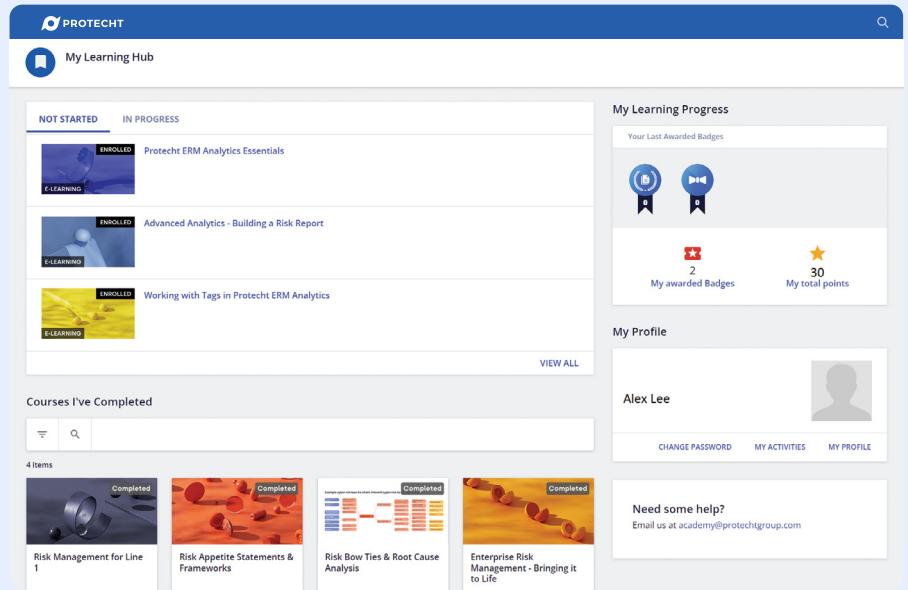 PROTECHT
My Learning Hub
NOT STARTED
IN PROGRESS
ENROLLED
E-LEARNING
Protecht ERM Analytics Essentials
ENROLLED
E-LEARNING
Advanced Analytics - Building a Risk Report
ENROLLED
E-LEARNING
Working with Tags in Protecht ERM Analytics
VIEW ALL
Courses I've Completed
4 Items
Completed
Risk Management for Line
1
Completed
Risk Appetite Statements &
Frameworks
Completed
Risk Bow Ties & Root Cause
Analysis
Completed
Enterprise Risk
Management - Bringing it
to Life
My Learning Progress
Your Last Awarded Badges
0
0
2
My awarded Badges
30
My total points
My Profile
Alex Lee
CHANGE PASSWORD
MY ACTIVITIES
MY PROFILE
Need some help?
Email us at academy@protechtgroup.com